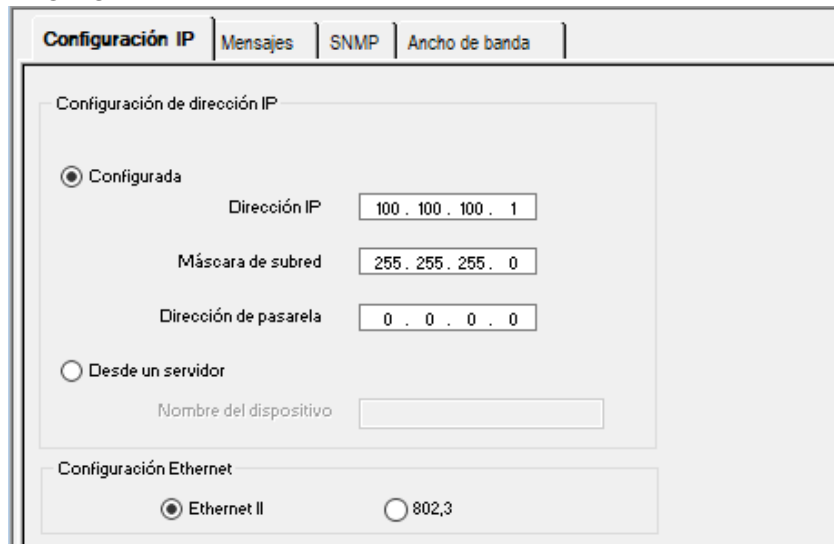 Configuración IP Mensajes SNMP Ancho de banda
Configuración de dirección IP
Configurada
Dirección IP 100 . 100 . 100 . 1
Máscara de subred 255 . 255 . 255 . 0
Dirección de pasarela 0 . 0 . 0 . 0
Desde un servidor
Nombre del dispositivo
Configuración Ethernet
Ethernet II 802,3